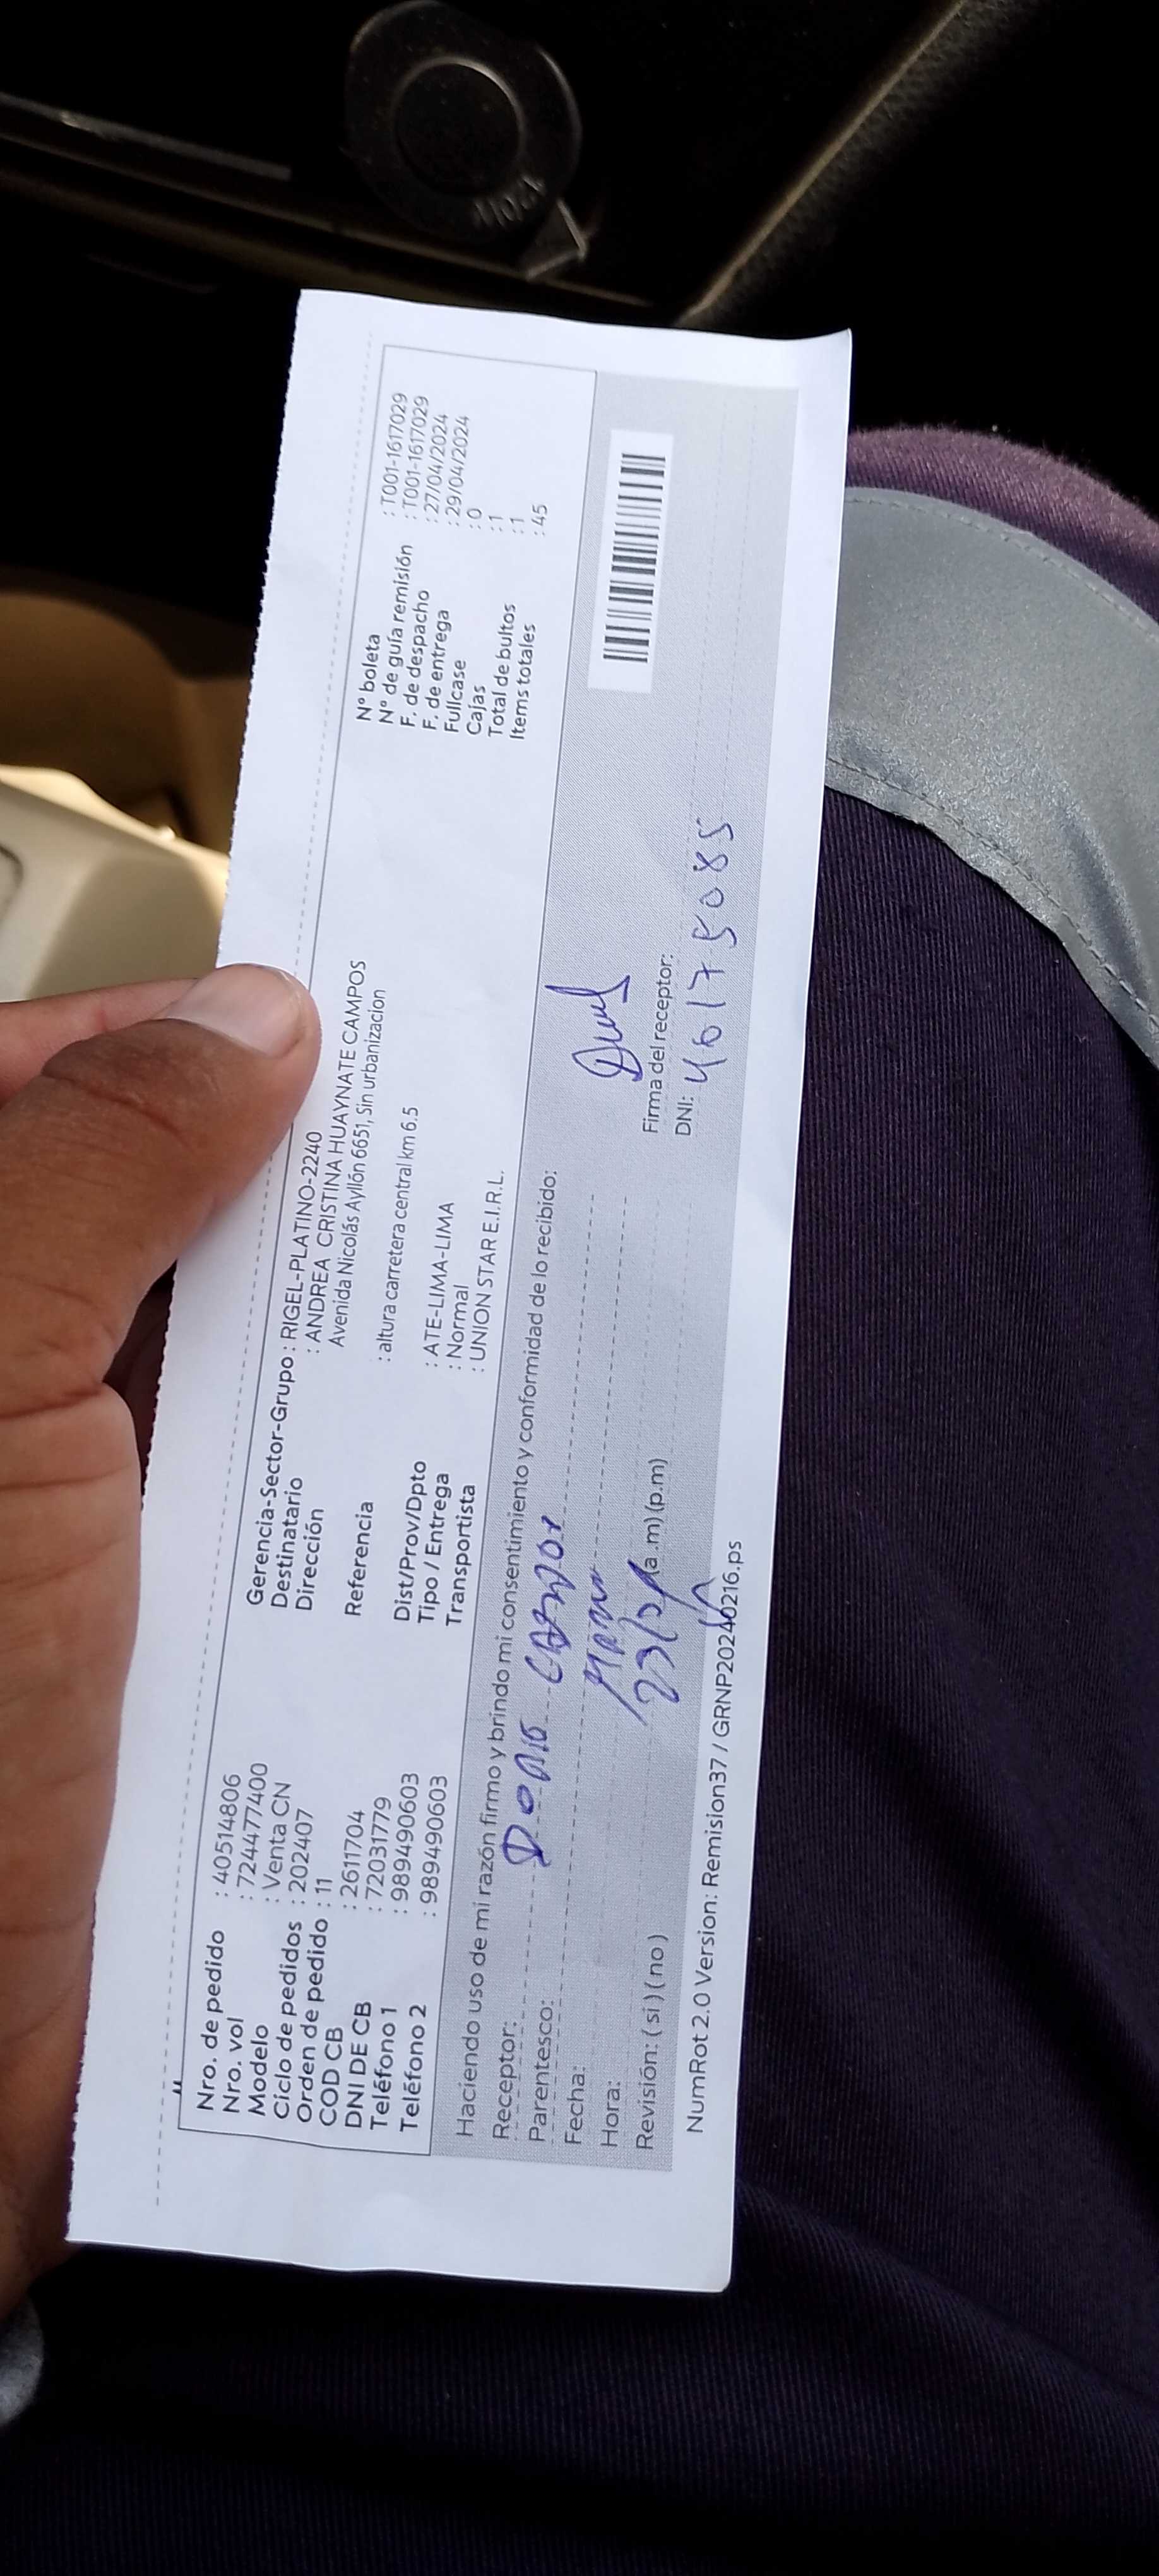 Nro. de pedido : 40514806
Nro. vol : 7244477400
Modelo : Venta CN
Ciclo de pedidos : 202407
Orden de pedido : 11
COD CB : 2611704
DNI DE CB : 72031779
Teléfono 1 : 989490603
Teléfono 2 : 989490603
Gerencia-Sector-Grupo : RIGEL-PLATINO-2240
Destinatario : ANDREA CRISTINA HUAYNATE CAMPOS
Dirección Avenida Nicolás Ayllón 6651, Sin urbanizacion
Referencia : altura carretera central km 6.5
Dist/Prov/Dpto : ATE-LIMA-LIMA
Tipo / Entrega : Normal
Transportista : UNION STAR E.I.R.L.
N° boleta : T001-1617029
N° de guía remisión : T001-1617029
F. de despacho : 27/04/2024
F. de entrega : 29/04/2024
Fullcase : 0
Cajas : 1
Total de bultos : 1
Items totales : 45
Haciendo uso de mi razón firmo y brindo mi consentimiento y conformidad de lo recibido:
Receptor:
Parentesco:
Fecha:
Hora: (a .m) (p.m)
Revisión: ( si ) ( no )
Firma del receptor:
DNI: 40175085
NumRot 2.0 Version: Remision37 / GRNP20240216.ps